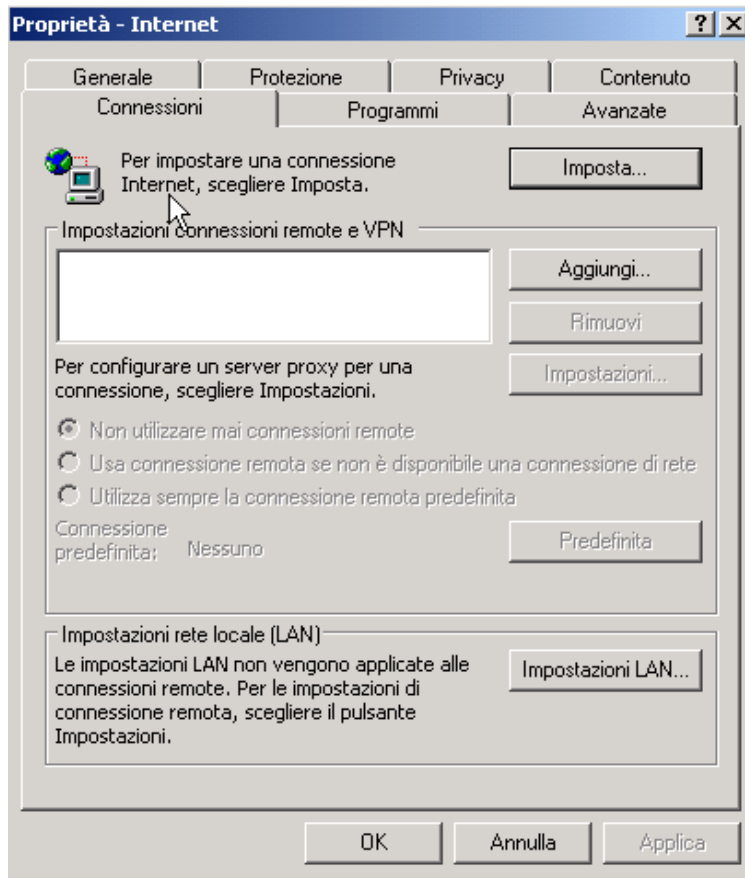 Proprietà - Internet
Generale
Protezione
Privacy
Contenuto
Connessioni
Programmi
Avanzate
Per impostare una connessione
Internet, scegliere Imposta.
Imposta...
Impostazioni connessioni remote e VPN
Aggiungi...
Rimuovi
Per configurare un server proxy per una
connessione, scegliere Impostazioni.
Impostazioni...
Non utilizzare mai connessioni remote
Usa connessione remota se non è disponibile una connessione di rete
Utilizza sempre la connessione remota predefinita
Connessione
predefinita:
Nessuno
Predefinita
Impostazioni rete locale (LAN)
Le impostazioni LAN non vengono applicate alle
connessioni remote. Per le impostazioni di
connessione remota, scegliere il pulsante
Impostazioni.
Impostazioni LAN...
OK
Annulla
Applica